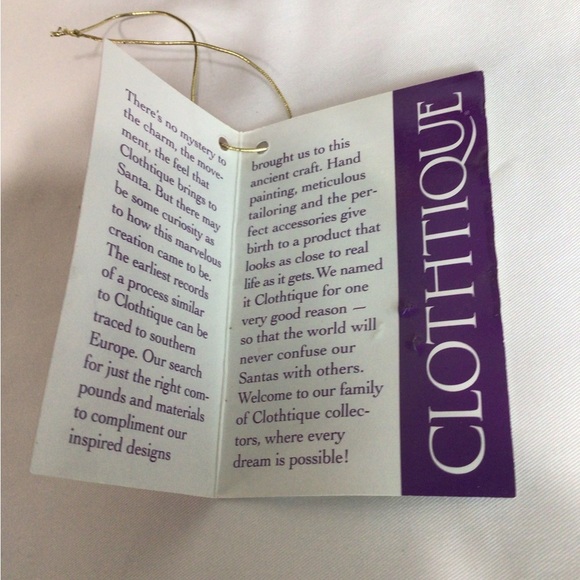 There's no mystery to
the charm, the move-
ment, the feel that
Clothtique brings to
Santa. But there may
be some curiosity as
to how this marvelous
creation came to be.
The earliest records
of a process similar
to Clothtique can be
traced to southern
Europe. Our search
for just the right com-
pounds and materials
to compliment our
inspired designs
brought us to this
ancient craft. Hand
painting, meticulous
tailoring and the per-
fect accessories give
birth to a product that
looks as close to real
life as it gets. We named
it Clothtique for one
very good reason —
so that the world will
never confuse our
Santas with others.
Welcome to our family
of Clothtique collec-
tors, where every
dream is possible!
CLOTHTIQUE